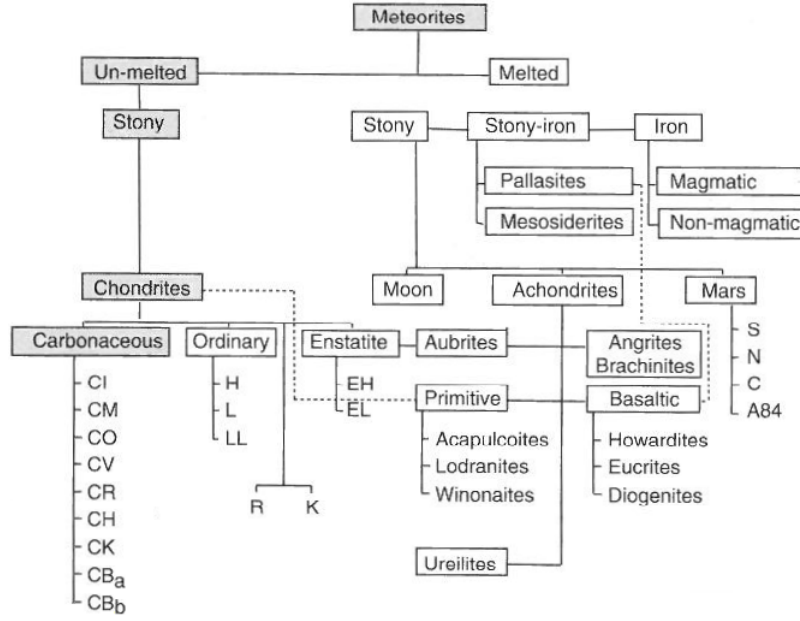 Meteorites
Un-melted
Melted
Stony
Stony
Stony-iron
Iron
Pallasites
Magmatic
Mesosiderites
Non-magmatic
Chondrites
Moon
Achondrites
Mars
Carbonaceous
Ordinary
Enstatite
Aubrites
Angrites
Brachinites
S
N
C
A84
CI
CM
CO
CV
CR
CH
CK
CBa
CBb
H
L
LL
R K
EH
EL
Primitive
Acapulcoites
Lodranites
Winonaites
Basaltic
Howardites
Eucrites
Diogenites
Ureilites